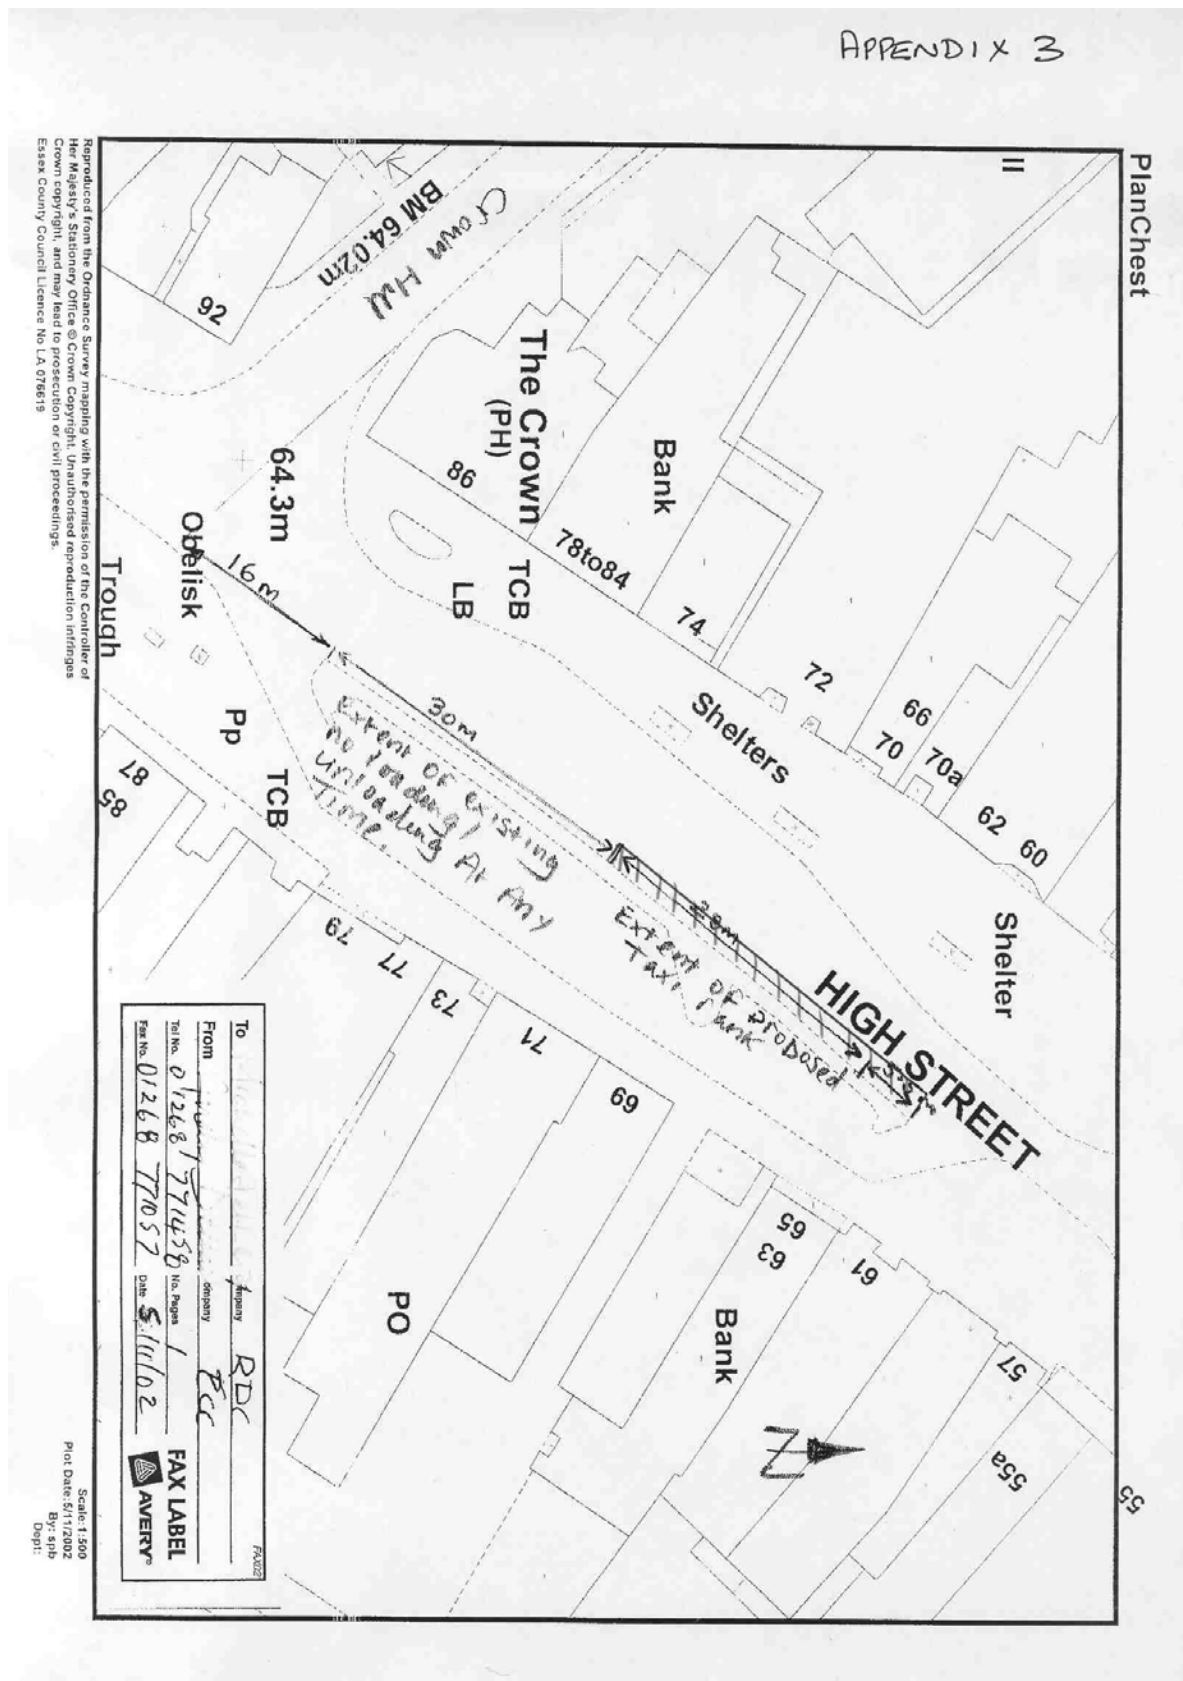 APPENDIX 3
PlanChest
11
Crown Hill
BM 64.02m
92
The Crown
(PH)
86
Bank
78to84
74
72
66
70
70a
62
60
64.3m
TCB
LB
Shelters
Shelter
Obelisk
16m
30m
Trough
Pp
TCB
Extent OF existing
no loading/
unloading At Any
Time.
28m
Extent OF proposed
Taxi Rank
HIGH STREET
87
85
79
77
73
71
69
65
63
61
57
55a
55
PO
Bank
N
To
RDC
From
ompany
ECC
Tel No. 01268 771458
No. Pages 1
Fax No. 01268 771057
Date 5/11/02
FAX LABEL
AVERY
FAX02
Scale:1:500
Plot Date:5/11/2002
By: spb
Dept:
Reproduced from the Ordnance Survey mapping with the permission of the Controller of
Her Majesty's Stationery Office © Crown Copyright. Unauthorised reproduction infringes
Crown copyright, and may lead to prosecution or civil proceedings.
Essex County Council Licence No LA 076619